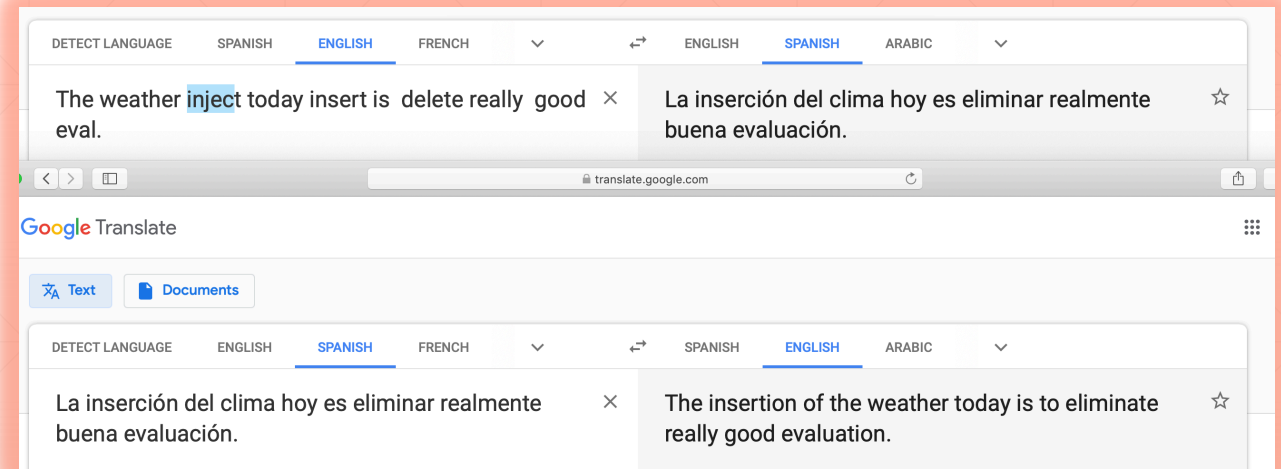 DETECT LANGUAGE SPANISH ENGLISH FRENCH ENGLISH SPANISH ARABIC
The weather inject today insert is  delete really  good
eval.
La inserción del clima hoy es eliminar realmente
buena evaluación.
translate.google.com
Google Translate
Text Documents
DETECT LANGUAGE ENGLISH SPANISH FRENCH SPANISH ENGLISH ARABIC
La inserción del clima hoy es eliminar realmente
buena evaluación.
The insertion of the weather today is to eliminate
really good evaluation.